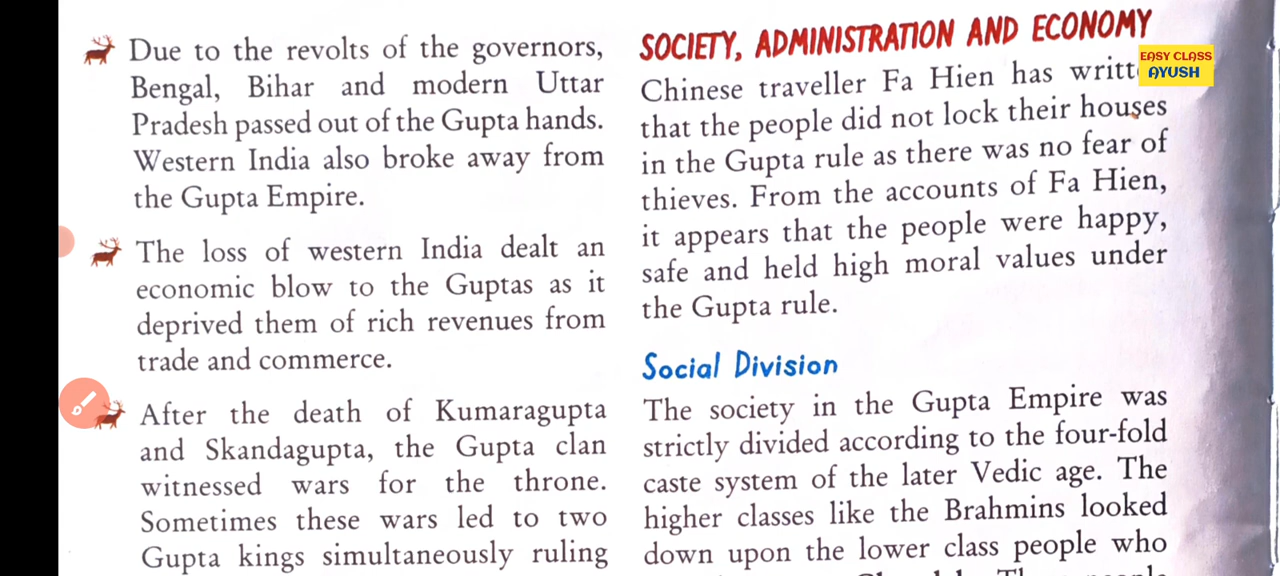 Due to the revolts of the governors,
Bengal, Bihar and modern Uttar
Pradesh passed out of the Gupta hands.
Western India also broke away from
the Gupta Empire.
The loss of western India dealt an
economic blow to the Guptas as it
deprived them of rich revenues from
trade and commerce.
After the death of Kumaragupta
and Skandagupta, the Gupta clan
witnessed wars for the throne.
Sometimes these wars led to two
Gupta kings simultaneously ruling
SOCIETY, ADMINISTRATION AND ECONOMY
EASY CLASS
AYUSH
Chinese traveller Fa Hien has writt
that the people did not lock their houses
in the Gupta rule as there was no fear of
thieves. From the accounts of Fa Hien,
it appears that the people were happy,
safe and held high moral values under
the Gupta rule.
Social Division
The society in the Gupta Empire was
strictly divided according to the four-fold
caste system of the later Vedic age. The
higher classes like the Brahmins looked
down upon the lower class people who